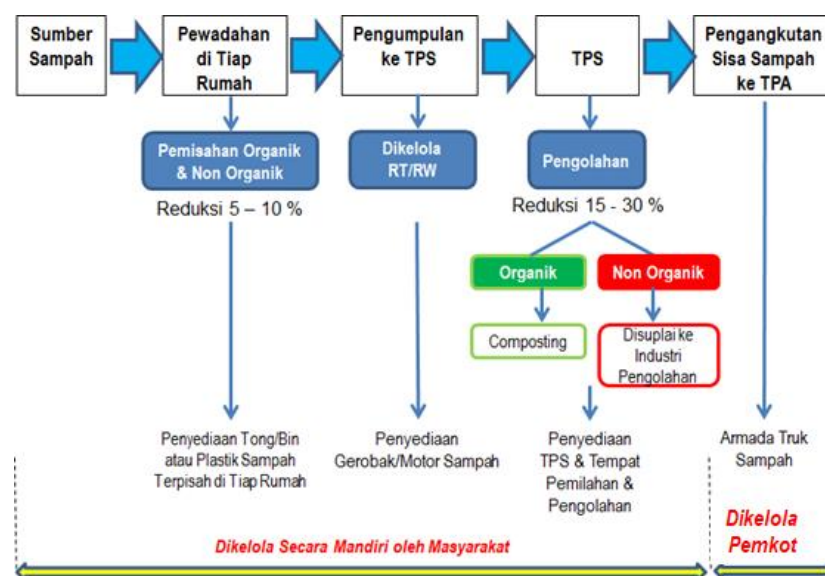 Sumber
Sampah
Pewadahan
di Tiap
Rumah
Pengumpulan
ke TPS
TPS
Pengangkutan
Sisa Sampah
ke TPA
Pemisahan Organik
& Non Organik
Dikelola
RT/RW
Pengolahan
Reduksi 5 – 10 %
Reduksi 15 - 30 %
Organik
Non Organik
Composting
Disuplai ke
Industri
Pengolahan
Penyediaan Tong/Bin
atau Plastik Sampah
Terpisah di Tiap Rumah
Penyediaan
Gerobak/Motor Sampah
Penyediaan
TPS & Tempat
Pemilahan &
Pengolahan
Armada Truk
Sampah
Dikelola Secara Mandiri oleh Masyarakat
Dikelola
Pemkot